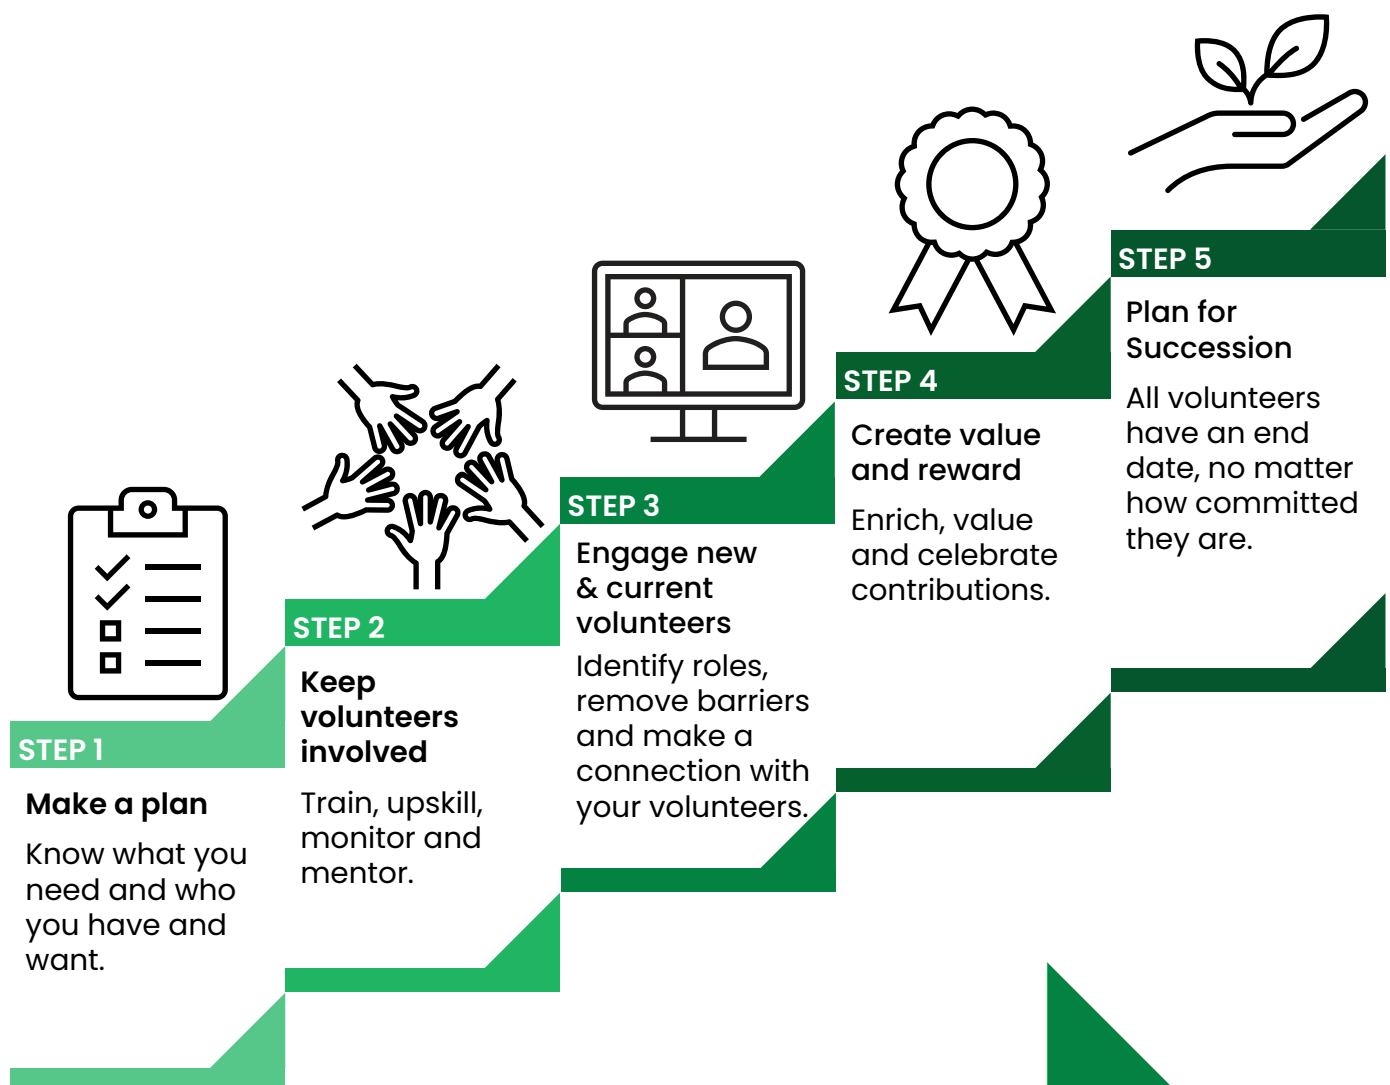 STEP 1
Make a plan
Know what you
need and who
you have and
want.
STEP 2
Keep
volunteers
involved
Train, upskill,
monitor and
mentor.
STEP 3
Engage new
& current
volunteers
Identify roles,
remove barriers
and make a
connection with
your volunteers.
STEP 4
Create value
and reward
Enrich, value
and celebrate
contributions.
STEP 5
Plan for
Succession
All volunteers
have an end
date, no matter
how committed
they are.